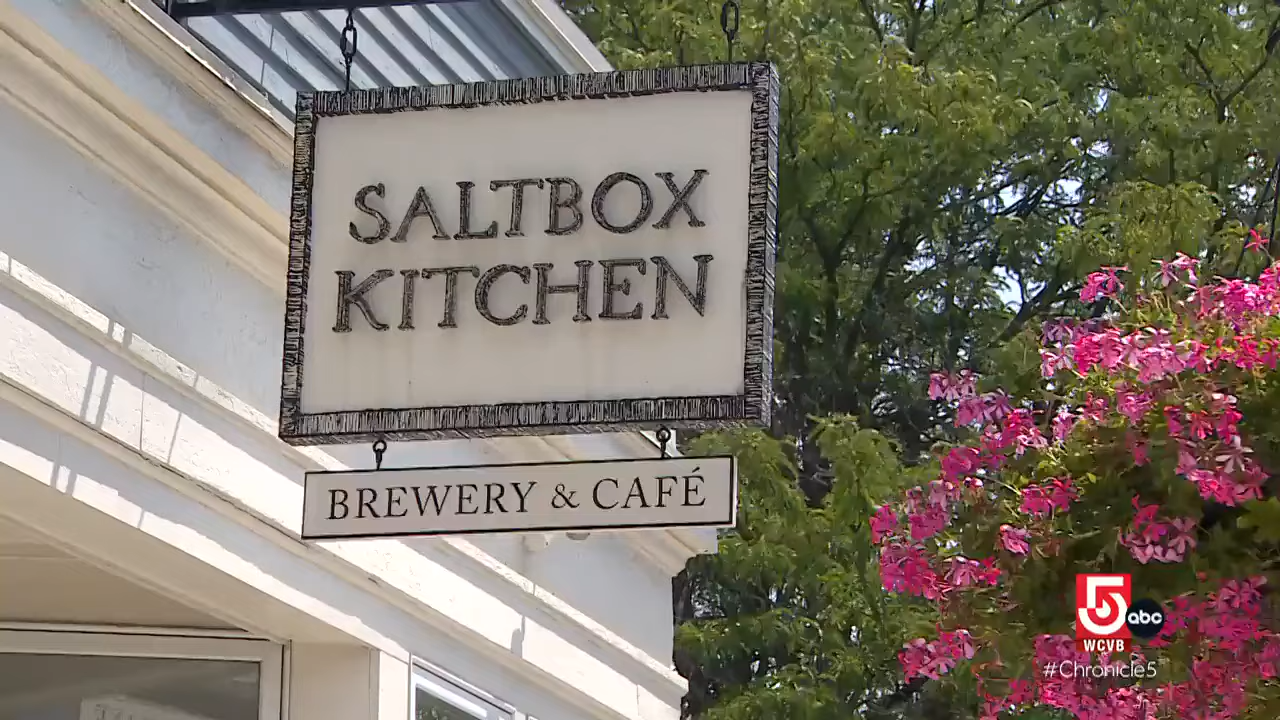 SALTBOX
KITCHEN
BREWERY & CAFÉ
5
abc
WCVB
#Chronicle5